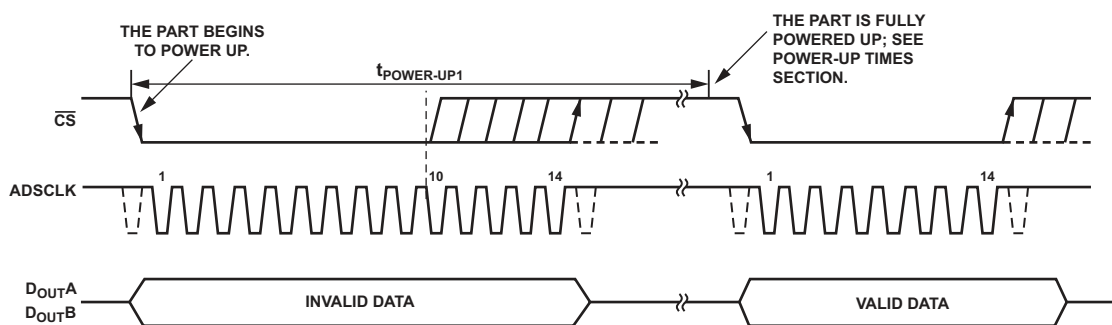 THE PART BEGINS
TO POWER UP.
THE PART IS FULLY
POWERED UP; SEE
POWER-UP TIMES
SECTION.
tPOWER-UP1
CS
ADSCLK
1
10
14
1
14
DOUTA
DOUTB
INVALID DATA
VALID DATA